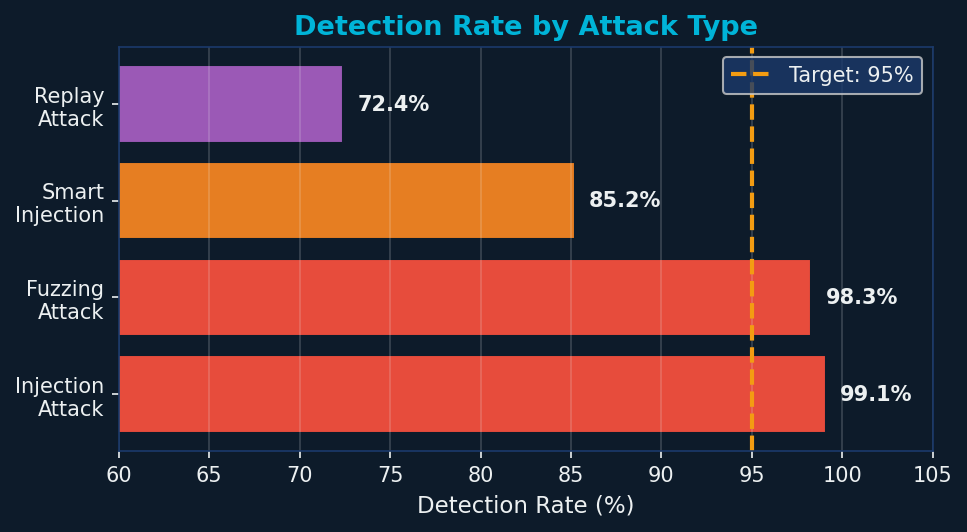 Detection Rate by Attack Type
Target: 95%
Replay
Attack
72.4%
Smart
Injection
85.2%
Fuzzing
Attack
98.3%
Injection
Attack
99.1%
60 65 70 75 80 85 90 95 100 105
Detection Rate (%)